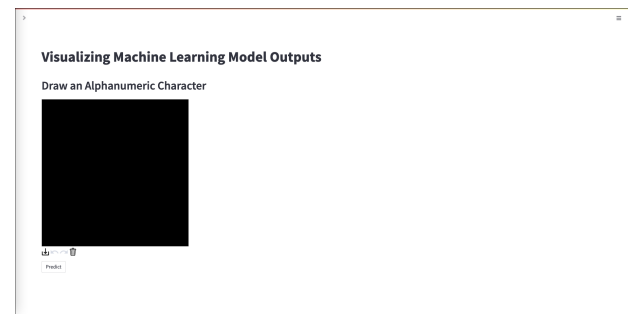 Visualizing Machine Learning Model Outputs
Draw an Alphanumeric Character
Predict